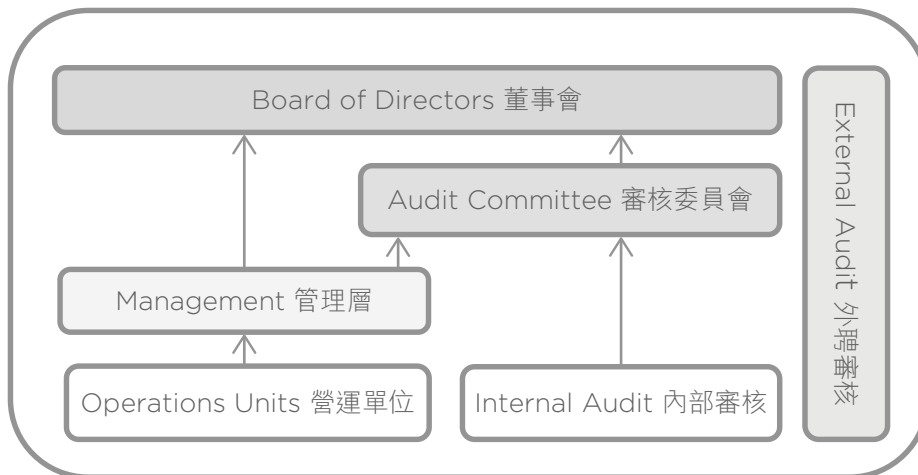 Board of Directors 董事會
Audit Committee 審核委員會
Management 管理層
Operations Units 營運單位
Internal Audit 內部審核
External Audit 外聘審核